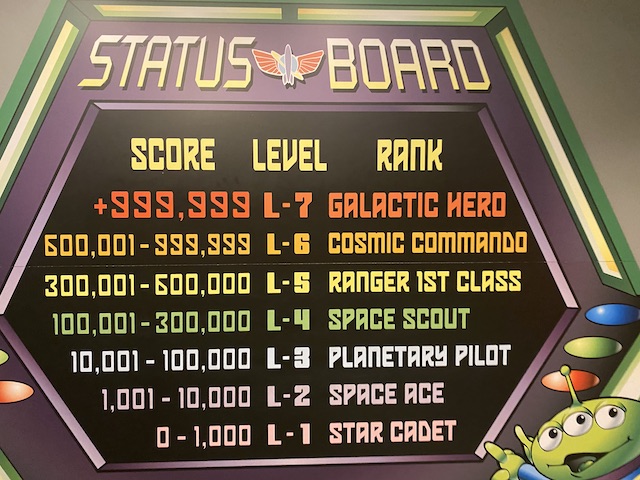 STATUS BOARD
SCORE LEVEL RANK
+999,999 L-7 GALACTIC HERO
600,001-999,999 L-6 COSMIC COMMANDO
300,001-600,000 L-5 RANGER 1ST CLASS
100,001-300,000 L-4 SPACE SCOUT
10,001-100,000 L-3 PLANETARY PILOT
1,001-10,000 L-2 SPACE ACE
0-1,000 L-1 STAR CADET